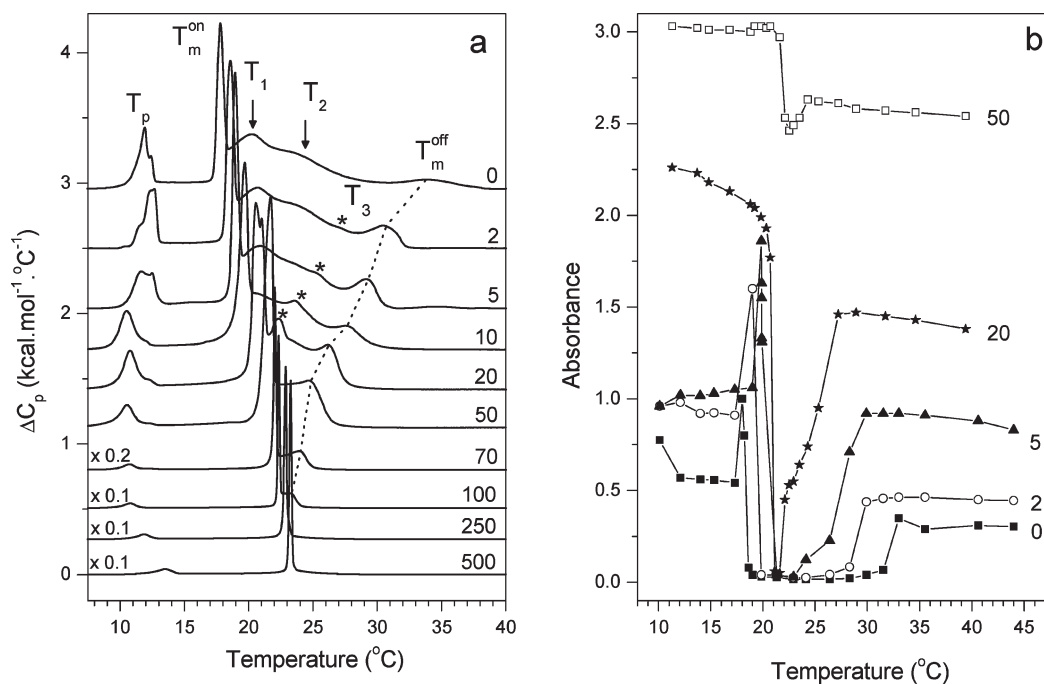 a
T_m^on
T_1
T_2
T_p
T_m^off
T_3
0
2
*
5
*
10
*
20
*
50
x 0.2
70
x 0.1
100
x 0.1
250
x 0.1
500
4
3
2
1
0
10 15 20 25 30 35 40
Temperature (°C)
ΔC_p (kcal.mol⁻¹.°C⁻¹)
b
50
20
5
2
0
3.0
2.5
2.0
1.5
1.0
0.5
0.0
10 15 20 25 30 35 40 45
Temperature (°C)
Absorbance